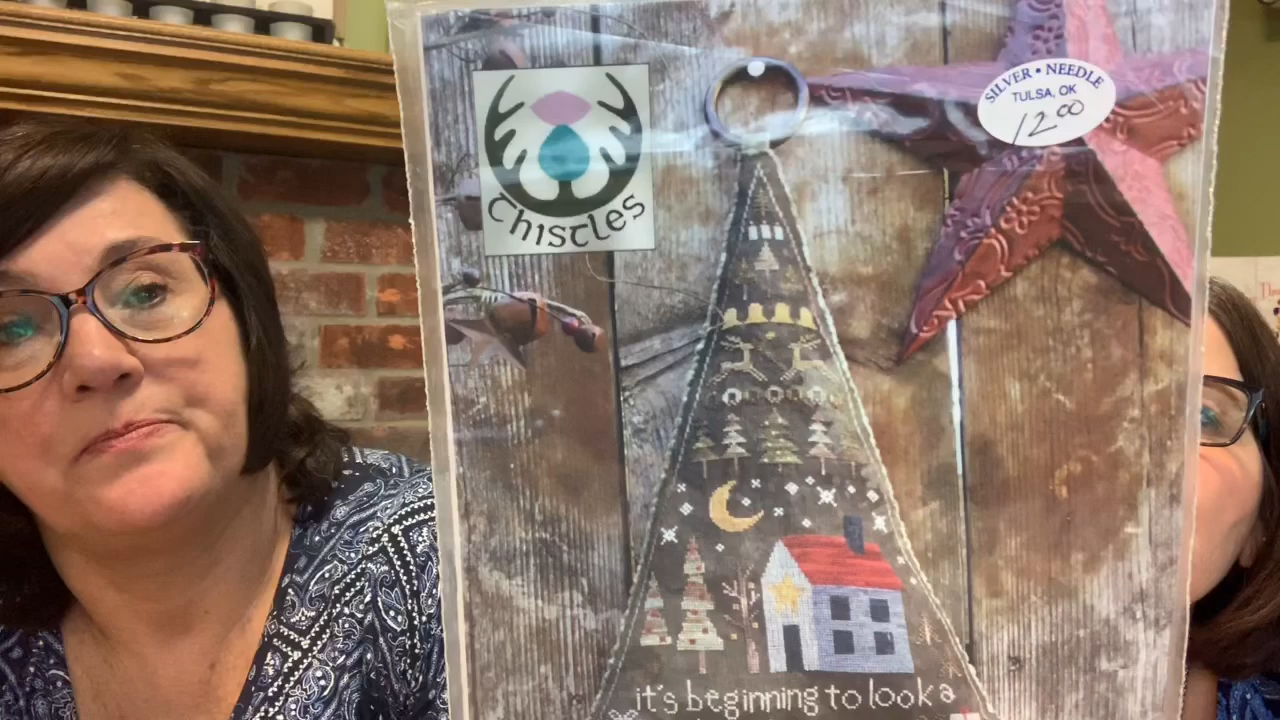 SILVER • NEEDLE
TULSA, OK
12.00
Thistles
it's beginning to look a